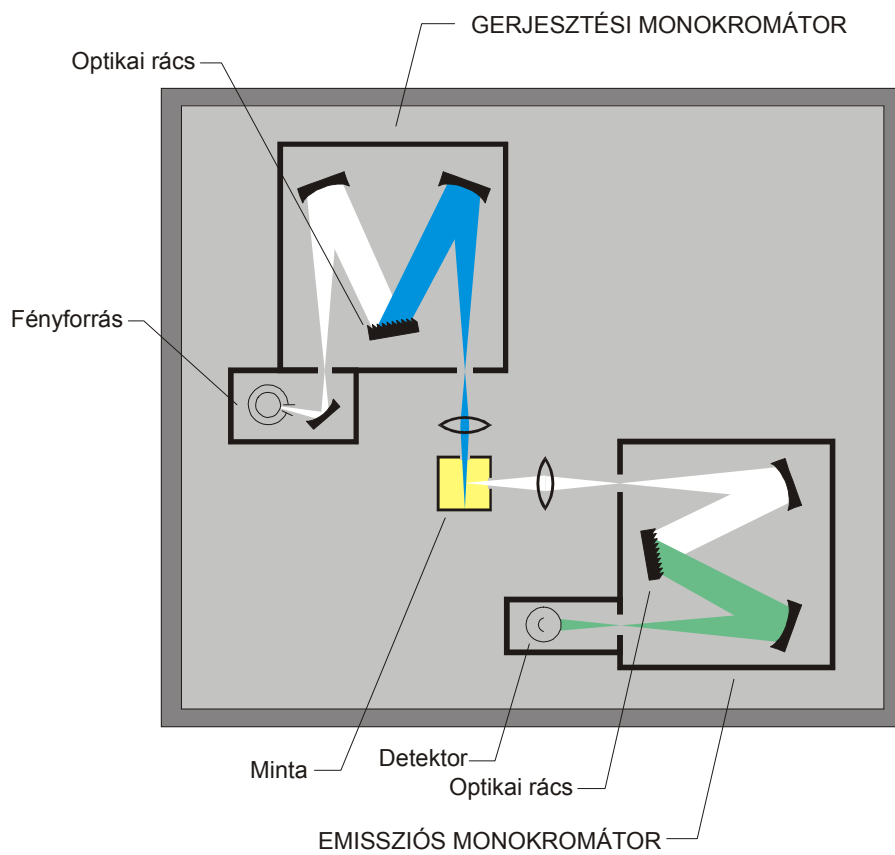 GERJESZTÉSI MONOKROMÁTOR
Optikai rács
Fényforrás
Minta
Detektor
Optikai rács
EMISSZIÓS MONOKROMÁTOR